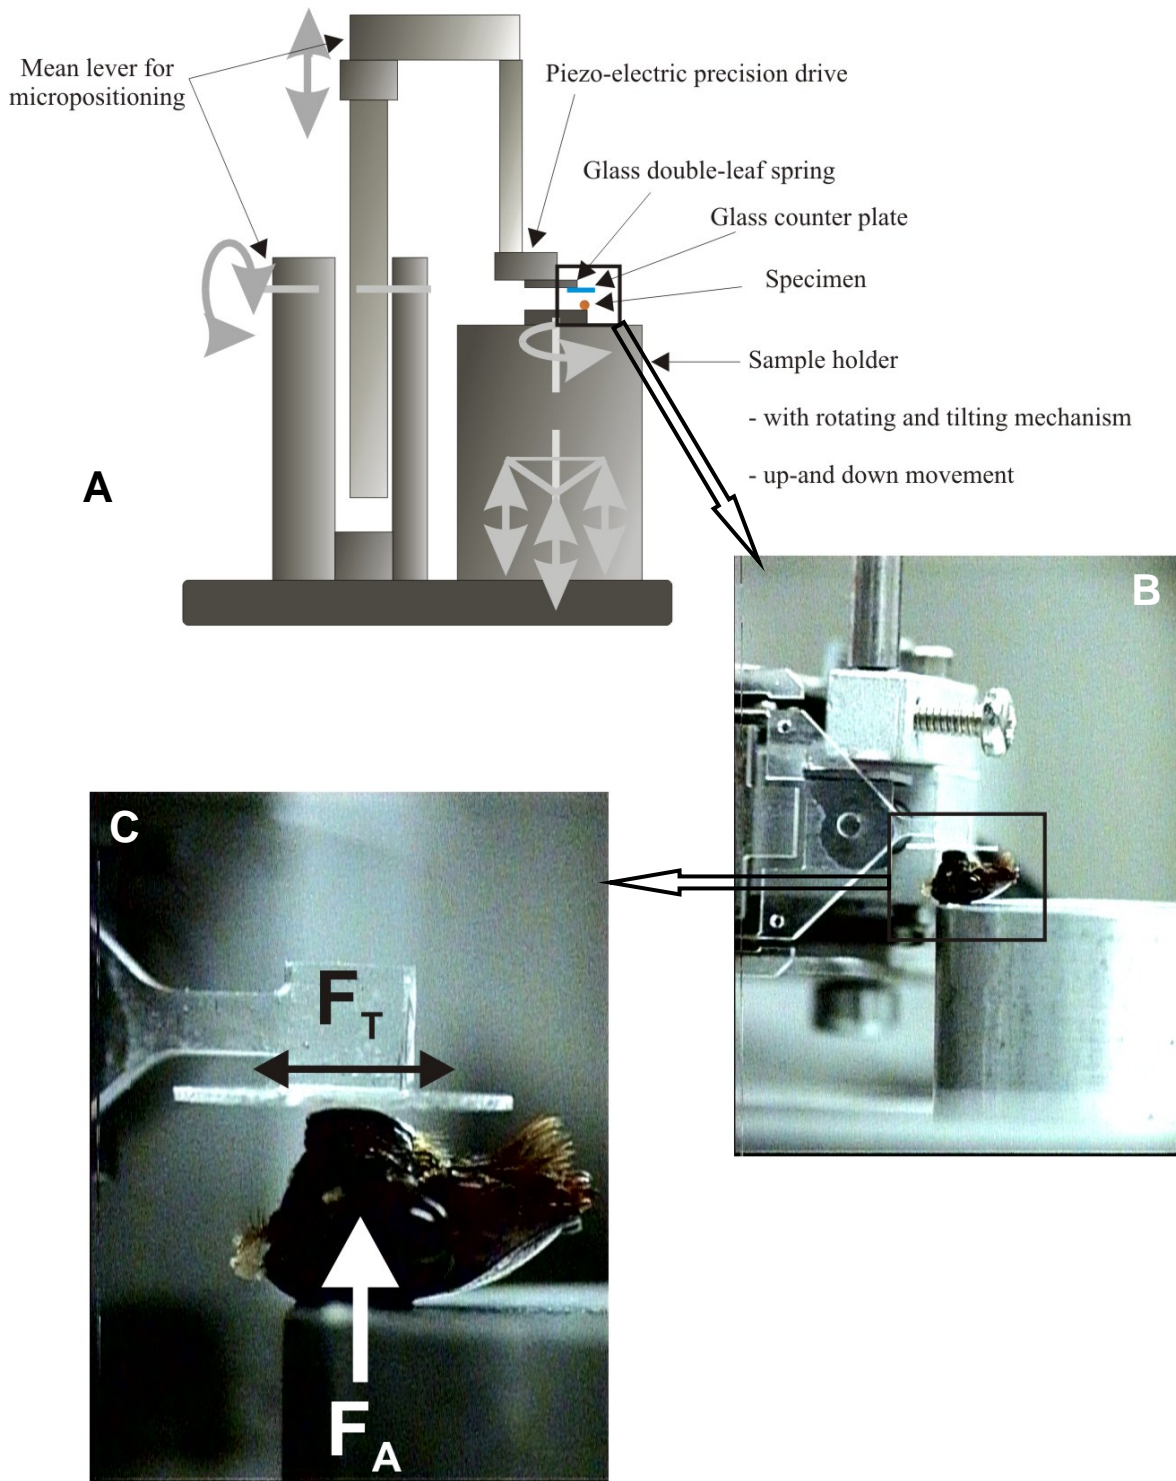 Mean lever for
micropositioning
Piezo-electric precision drive
Glass double-leaf spring
Glass counter plate
Specimen
Sample holder
- with rotating and tilting mechanism
- up-and down movement
A
B
C
F T
F A